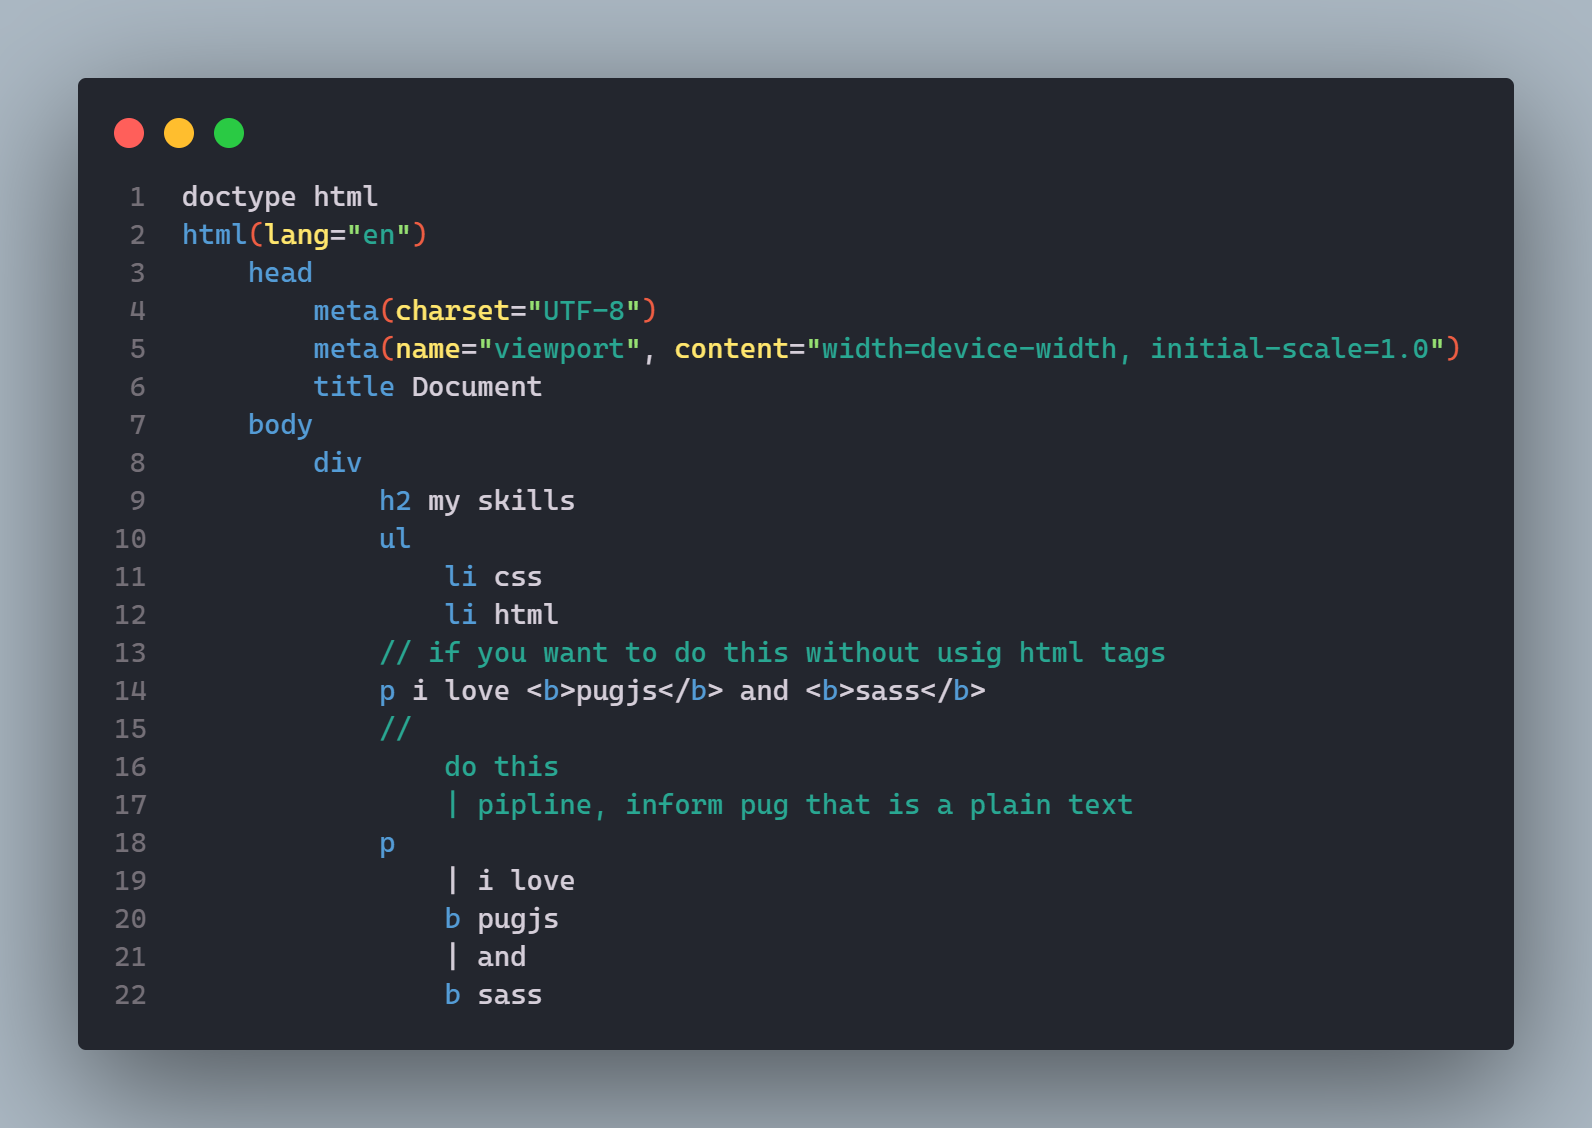 1 doctype html
2 html(lang="en")
3     head
4         meta(charset="UTF-8")
5         meta(name="viewport", content="width=device-width, initial-scale=1.0")
6         title Document
7     body
8         div
9             h2 my skills
10             ul
11                 li css
12                 li html
13             // if you want to do this without usig html tags
14             p i love <b>pugjs</b> and <b>sass</b>
15             //
16                 do this
17                 | pipline, inform pug that is a plain text
18             p
19                 | i love
20                 b pugjs
21                 | and
22                 b sass